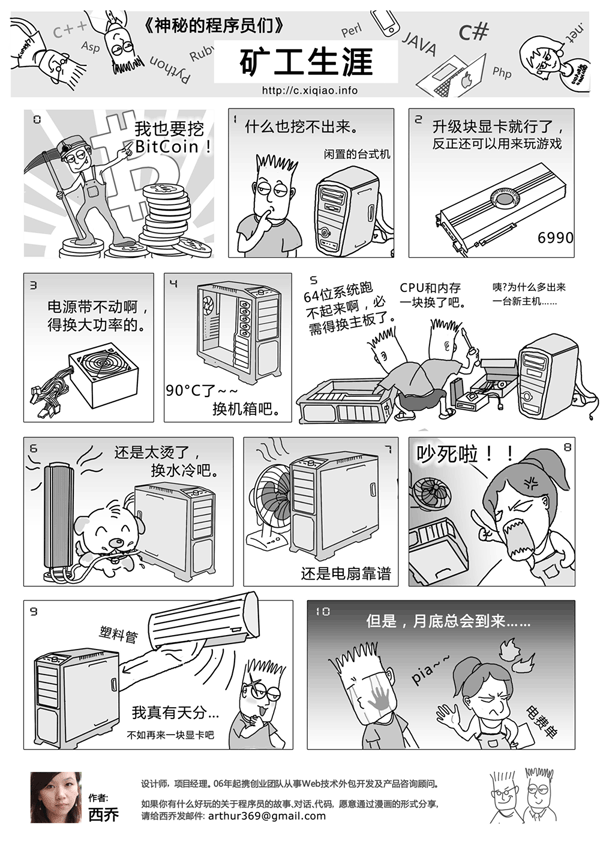 《神秘的程序员们》
C++
Asp
Python
Ruby
Perl
JAVA
C#
Php
.net
矿工生涯
http://c.xiqiao.info
0
我也要挖
BitCoin！
1
什么也挖不出来。
闲置的台式机
2
升级块显卡就行了，
反正还可以用来玩游戏
6990
3
电源带不动啊，
得换大功率的。
4
90°C了~~
换机箱吧。
5
64位系统跑
不起来啊，必
需得换主板了。
CPU和内存
一块换了吧。
咦?为什么多出来
一台新主机......
6
还是太烫了，
换水冷吧。
7
还是电扇靠谱
8
吵死啦！！
9
塑料管
我真有天分...
不如再来一块显卡吧
10
但是，月底总会到来......
pia~~
电费单
作者:
西乔
设计师，项目经理。06年起携创业团队从事Web技术外包开发及产品咨询顾问。
如果你有什么好玩的关于程序员的故事、对话、代码，愿意通过漫画的形式分享,
请给西乔发邮件: arthur369@gmail.com